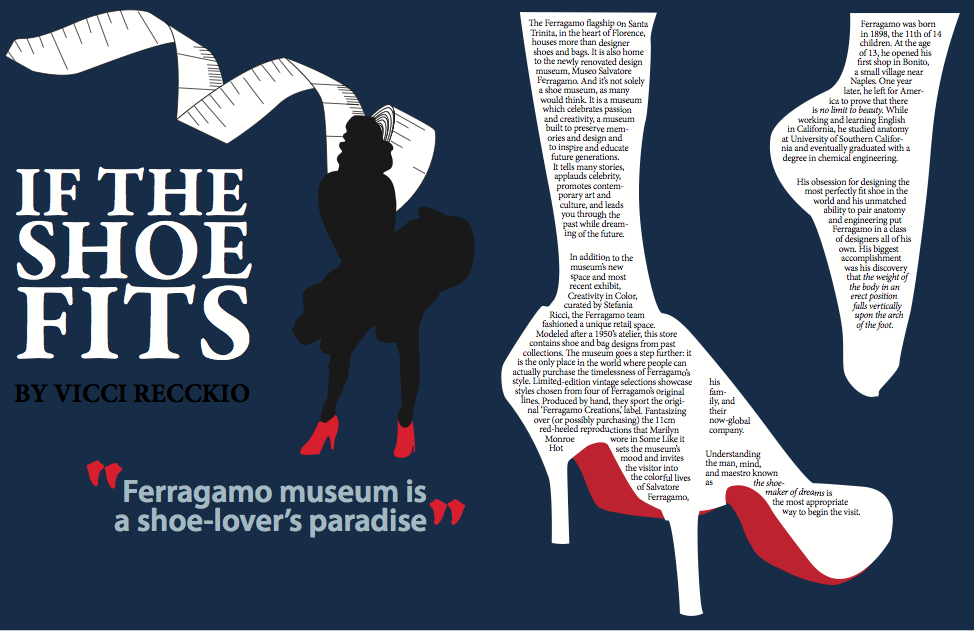 IF THE
SHOE
FITS
BY VICCI RECCKIO
Ferragamo museum is
a shoe-lover's paradise
The Ferragamo flagship on Santa
Trinita, in the heart of Florence,
houses more than designer
shoes and bags. It is also home
to the newly renovated design
museum, Museo Salvatore
Ferragamo. And it's not solely
a shoe museum, as many
would think. It is a museum
which celebrates passion
and creativity, a museum
built to preserve mem-
ories and design and
to inspire and educate
future generations.
It tells many stories,
applauds celebrity,
promotes contem-
porary art and
culture, and leads
you through the
past while dream-
ing of the future.
In addition to the
museum's new
space and most
recent exhibit,
Creativity in Color,
curated by Stefania
Ricci, the Ferragamo team
fashioned a unique retail space.
Modeled after a 1950's atelier, this store
contains shoe and bag designs from past
collections. The museum goes a step further: it
is the only place in the world where people can
actually purchase the timelessness of Ferragamo's
style. Limited-edition vintage selections showcase
styles chosen from four of Ferragamo's original
lines. Produced by hand, they sport the origi-
nal 'Ferragamo Creations,' label. Fantasizing
over (or possibly purchasing) the 11cm
red-heeled reproductions that Marilyn
Monroe wore in Some Like it
Hot sets the museum's
mood and invites
the visitor into
the colorful lives
of Salvatore
Ferragamo,
his
fam-
ily, and
their
now-global
company.
Understanding
the man, mind,
and maestro known
as the shoe-
maker of dreams is
the most appropriate
way to begin the visit.
Ferragamo was born
in 1898, the 11th of 14
children. At the age
of 13, he opened his
first shop in Bonito,
a small village near
Naples. One year
later, he left for Amer-
ica to prove that there
is no limit to beauty. While
working and learning English
in California, he studied anatomy
at University of Southern Califor-
nia and eventually graduated with a
degree in chemical engineering.
His obsession for designing the
most perfectly fit shoe in the
world and his unmatched
ability to pair anatomy
and engineering put
Ferragamo in a class
of designers all of his
own. His biggest
accomplishment
was his discovery
that the weight of
the body in an
erect position
falls vertically
upon the arch
of the foot.